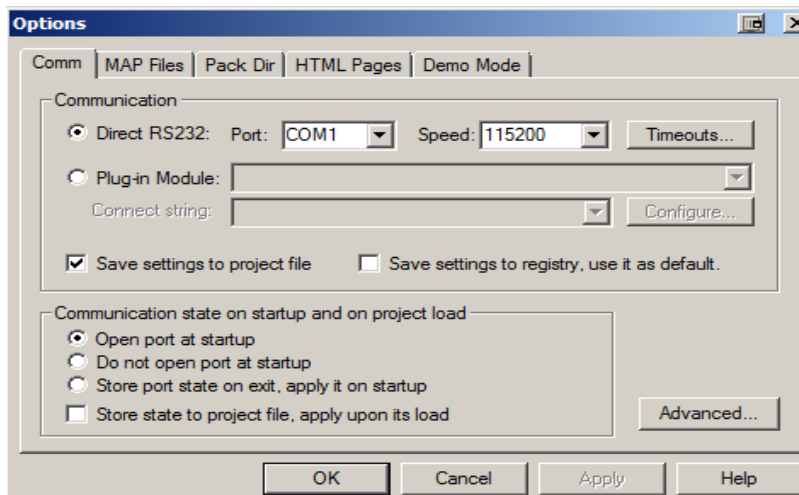 Options
Comm MAP Files Pack Dir HTML Pages Demo Mode
Communication
Direct RS232: Port: COM1 Speed: 115200 Timeouts...
Plug-in Module:
Connect string: Configure...
Save settings to project file Save settings to registry, use it as default.
Communication state on startup and on project load
Open port at startup
Do not open port at startup
Store port state on exit, apply it on startup
Store state to project file, apply upon its load Advanced...
OK Cancel Apply Help